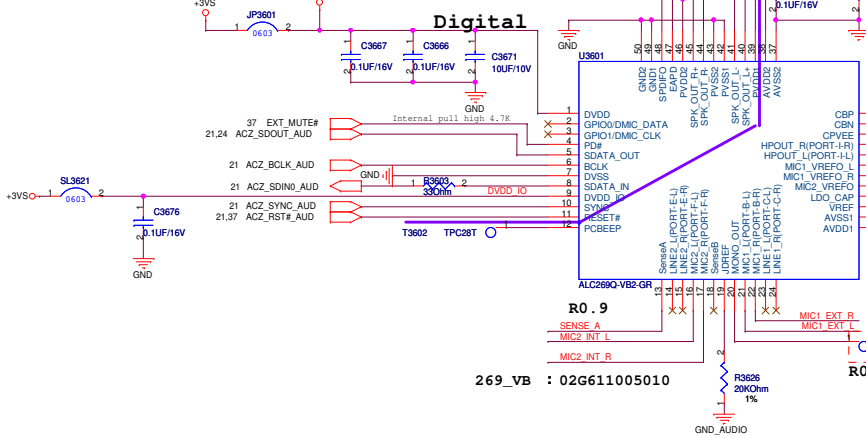 +3VS
JP3601
1
2
0603
Digital
0.1UF/16V
2
GND
C3667
0.1UF/16V
C3666
0.1UF/16V
C3671
10UF/10V
GND
U3601
50 49 48 47 46 45 44 43 42 41 40 39 38 37
GND2
GND1
SPDIFO
EAPD
PVDD2
SPK_OUT_R+
SPK_OUT_R-
PVSS2
PVSS1
SPK_OUT_L-
SPK_OUT_L+
PVDD1
AVDD2
AVSS2
37 EXT_MUTE#
Internal pull high 4.7K
21,24 ACZ_SDOUT_AUD
21 ACZ_BCLK_AUD
GND
21 ACZ_SDIN0_AUD
R3603
33Ohm
1 2
DVDD_IO
21 ACZ_SYNC_AUD
21,37 ACZ_RST#_AUD
T3602 TPC28T
1
+3VS
SL3621
1 2
0603
C3676
0.1UF/16V
GND
1 DVDD
2 GPIO0/DMIC_DATA
3 GPIO1/DMIC_CLK
4 PD#
5 SDATA_OUT
6 BCLK
7 DVSS
8 SDATA_IN
9 DVDD_IO
10 SYNC
11 RESET#
12 PCBEEP
CBP
CBN
CPVEE
HPOUT_R(PORT-I-R)
HPOUT_L(PORT-I-L)
MIC1_VREFO_L
MIC1_VREFO_R
MIC2_VREFO
LDO_CAP
VREF
AVSS1
AVDD1
SenseA
LINE2_L(PORT-E-L)
LINE2_R(PORT-E-R)
MIC2_L(PORT-F-L)
MIC2_R(PORT-F-R)
SenseB
JDREF
MONO_OUT
MIC1_L(PORT-B-L)
MIC1_R(PORT-B-R)
LINE1_L(PORT-C-L)
LINE1_R(PORT-C-R)
ALC269Q-VB2-GR
13 14 15 16 17 18 19 20 21 22 23 24
R0.9
SENSE_A
MIC2_INT_L
MIC2_INT_R
MIC1_EXT_R
MIC1_EXT_L
269_VB : 02G611005010
R3626
20KOhm
1%
2
1
GND_AUDIO
R0